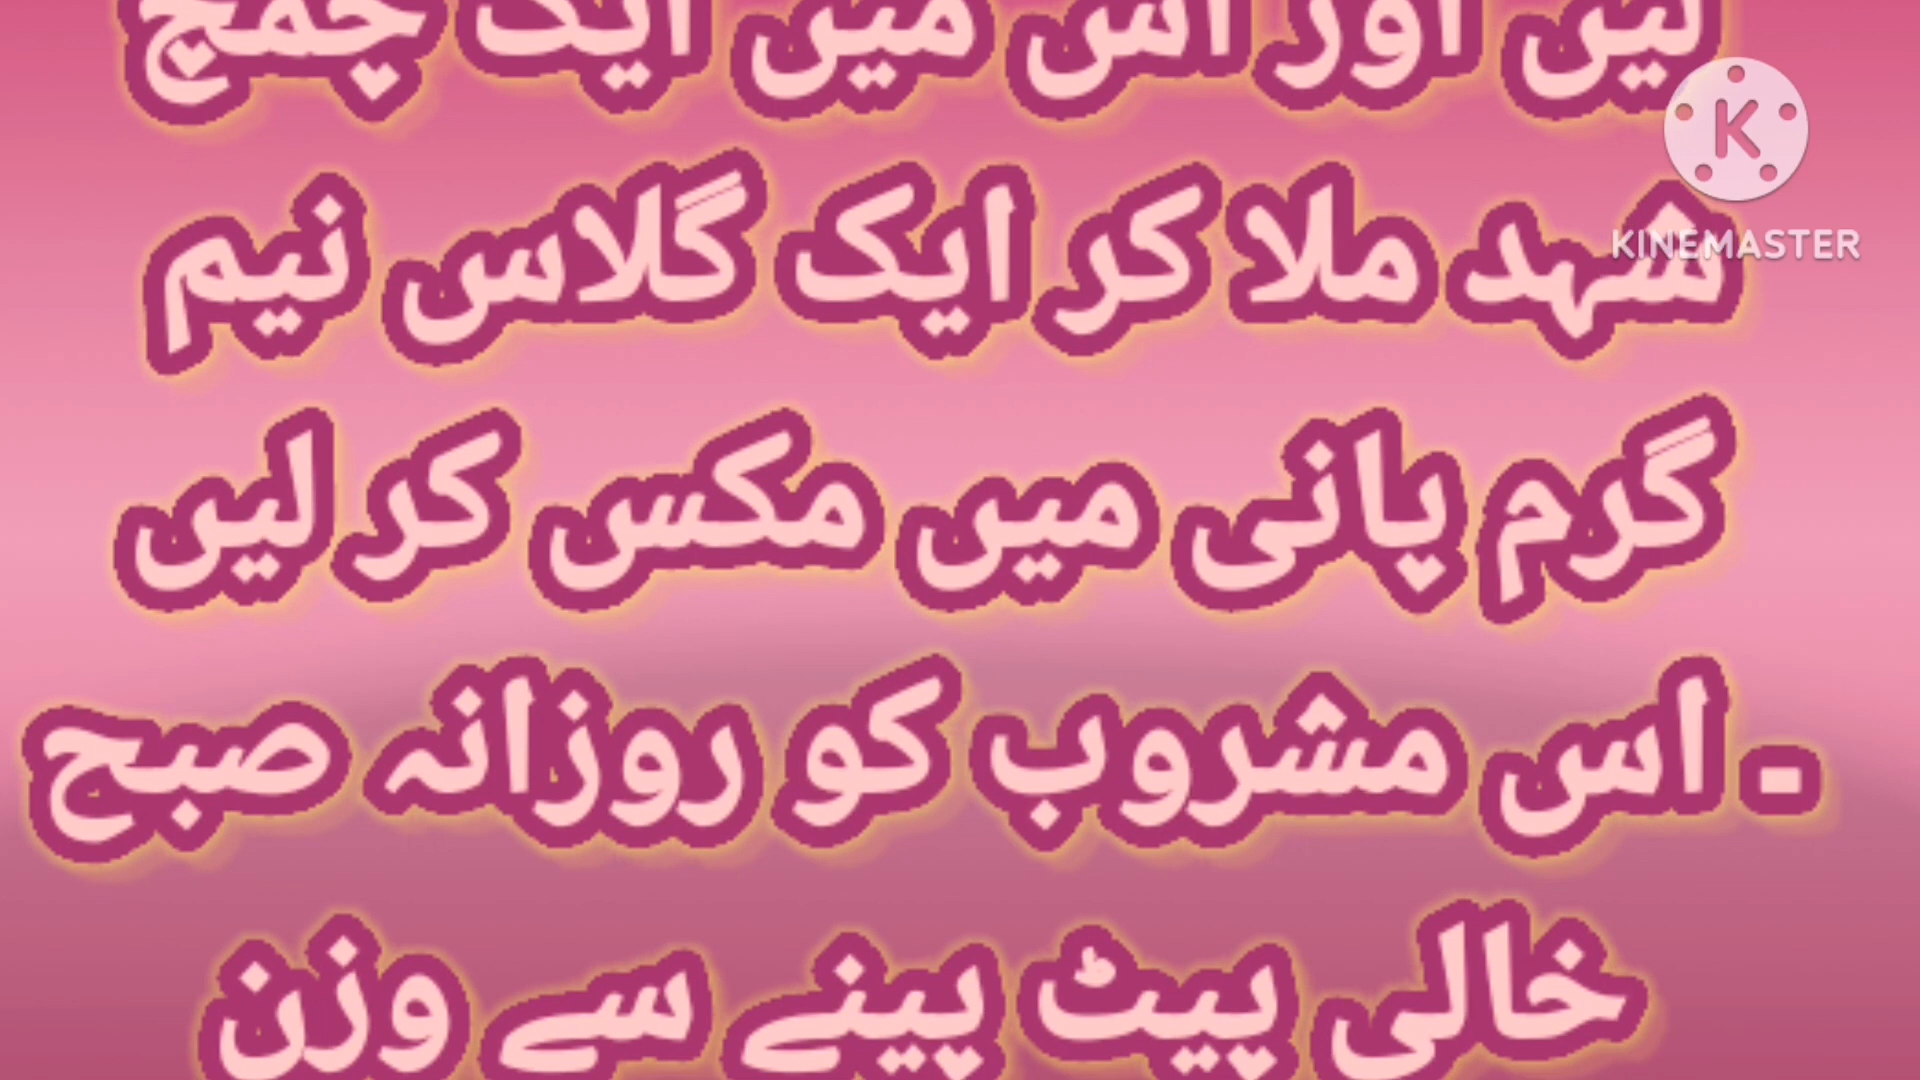 لیں اور اس میں ایک چمچ
شہد ملا کر ایک گلاس نیم
گرم پانی میں مکس کر لیں
۔ اس مشروب کو روزانہ صبح
خالی پیٹ پینے سے وزن
K
KINEMASTER